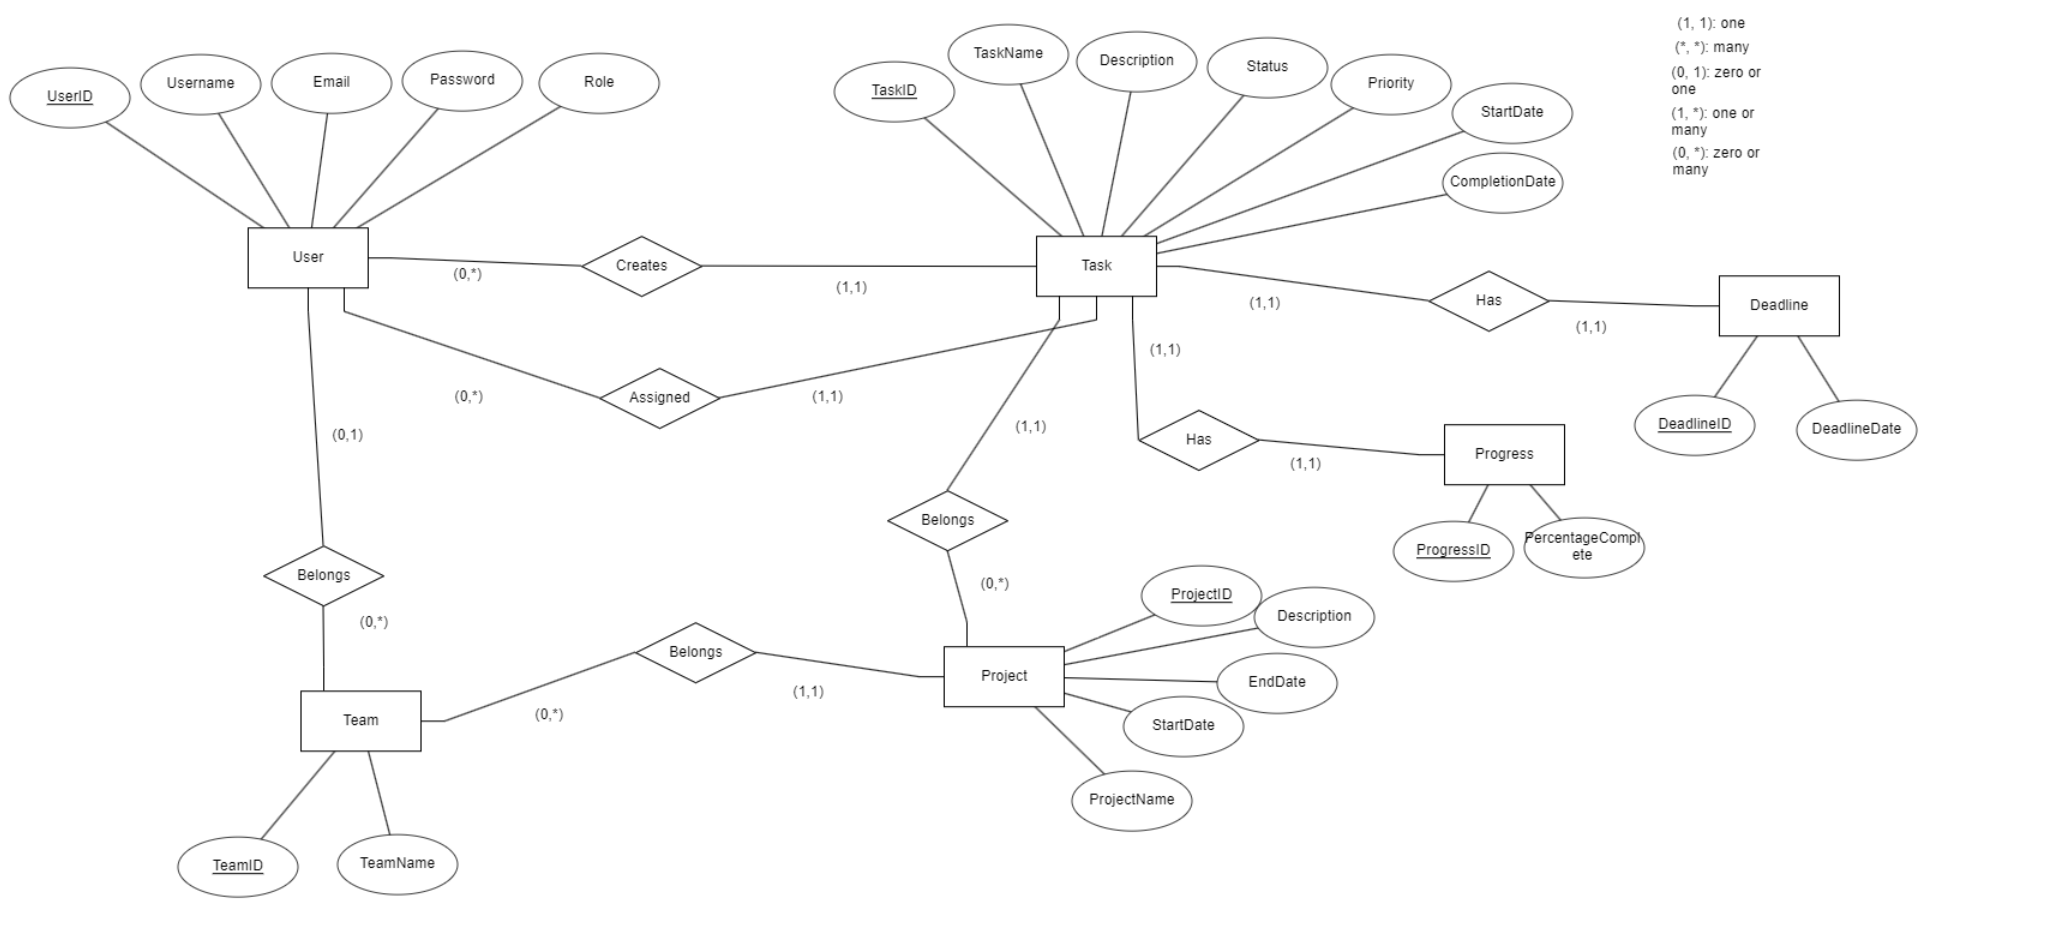 (1, 1): one
(*, *): many
(0, 1): zero or
one
(1, *): one or
many
(0, *): zero or
many
UserID
Username
Email
Password
Role
TaskID
TaskName
Description
Status
Priority
StartDate
CompletionDate
User
(0,*)
Creates
(1,1)
Task
(1,1)
Has
(1,1)
Deadline
DeadlineID
DeadlineDate
(0,*)
Assigned
(1,1)
(1,1)
Has
(1,1)
Progress
ProgressID
PercentageCompl
ete
(0,1)
Belongs
(0,*)
(1,1)
Belongs
(0,*)
Team
(0,*)
Belongs
(1,1)
Project
ProjectID
Description
EndDate
StartDate
ProjectName
TeamID
TeamName